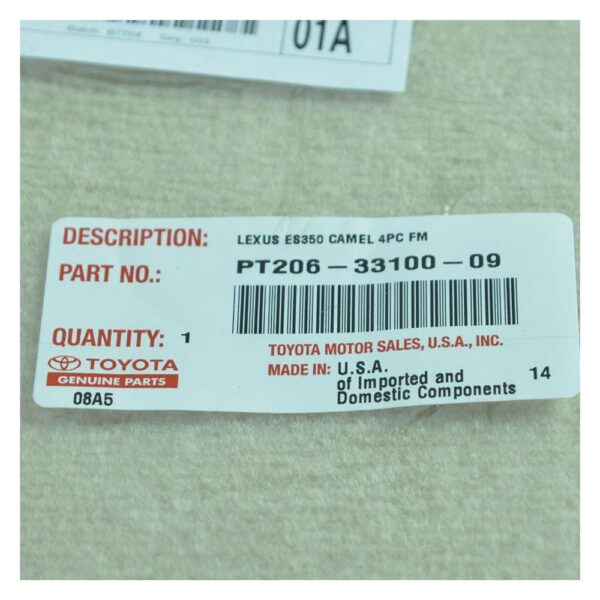 01A
DESCRIPTION: LEXUS ES350 CAMEL 4PC FM
PART NO.: PT206-33100-09
QUANTITY: 1
TOYOTA MOTOR SALES, U.S.A., INC.
TOYOTA
GENUINE PARTS
MADE IN: U.S.A.
of Imported and
Domestic Components
14
08A5